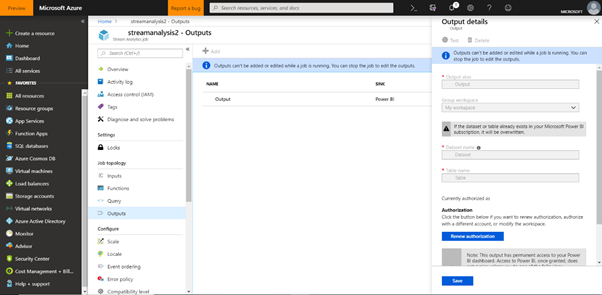 Preview
Microsoft Azure
Report a bug
Search resources, services, and docs
MICROSOFT
Create a resource
Home
Dashboard
All services
FAVORITES
All resources
Resource groups
App Services
Function Apps
SQL databases
Azure Cosmos DB
Virtual machines
Load balancers
Storage accounts
Virtual networks
Azure Active Directory
Monitor
Advisor
Security Center
Cost Management + Bill...
Help + support
Home > streamanalysis2 - Outputs
streamanalysis2 - Outputs
Stream Analytics job
Search (Ctrl+/)
Overview
Activity log
Access control (IAM)
Tags
Diagnose and solve problems
Settings
Locks
Job topology
Inputs
Functions
Query
Outputs
Configure
Scale
Locale
Event ordering
Error policy
Compatibility level
Add
Outputs can't be added or edited while a job is running. You can stop the job to edit the outputs.
NAME SINK
Output Power BI
Output details
Test Delete
Outputs can't be added or edited while a job is running. You can
stop the job to edit the outputs.
* Output alias
Output
Group workspace
My workspace
If the dataset or table already exists in your Microsoft Power BI
subscription, it will be overwritten.
* Dataset name
Dataset
* Table name
Table
Currently authorized as
Authorization
Click the button below if you want to renew authorization, authorize
with a different account, or modify the workspace.
Renew authorization
Note: This output has permanent access to your
Power BI dashboard. Access to Power BI, once granted, does
Save